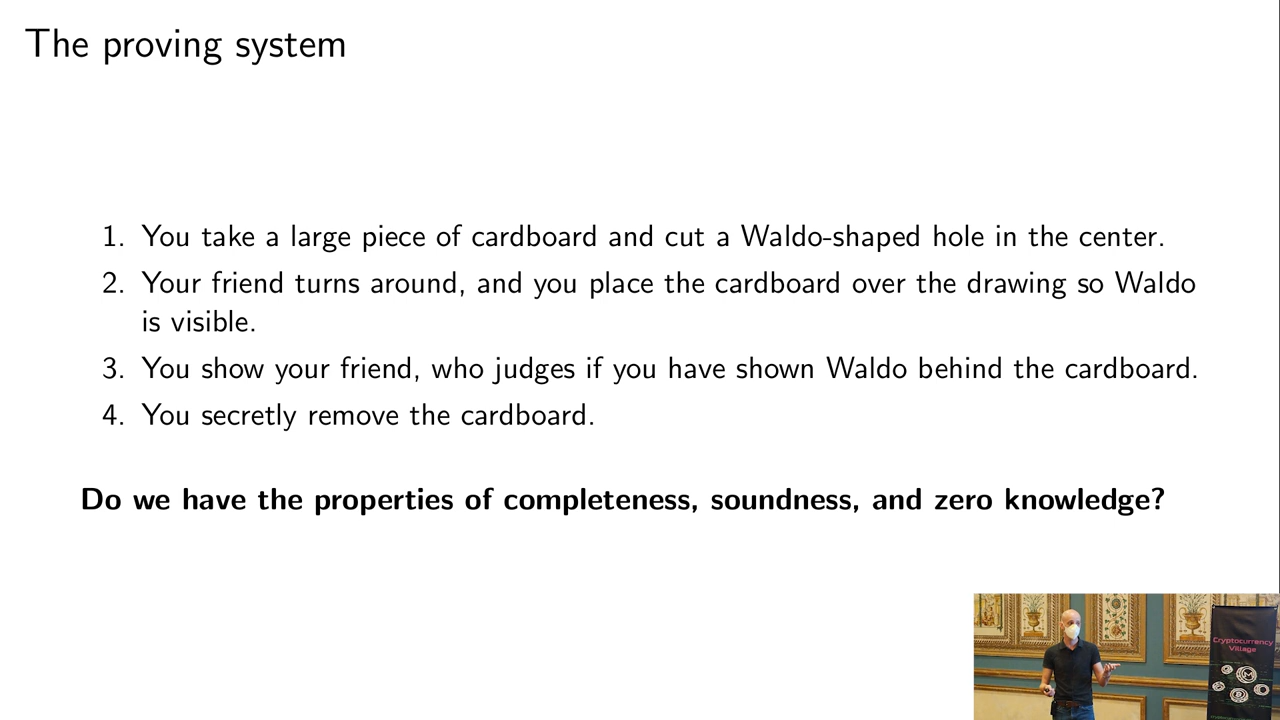 The proving system
1. You take a large piece of cardboard and cut a Waldo-shaped hole in the center.
2. Your friend turns around, and you place the cardboard over the drawing so Waldo
is visible.
3. You show your friend, who judges if you have shown Waldo behind the cardboard.
4. You secretly remove the cardboard.
Do we have the properties of completeness, soundness, and zero knowledge?
Cryptocurrency
Village